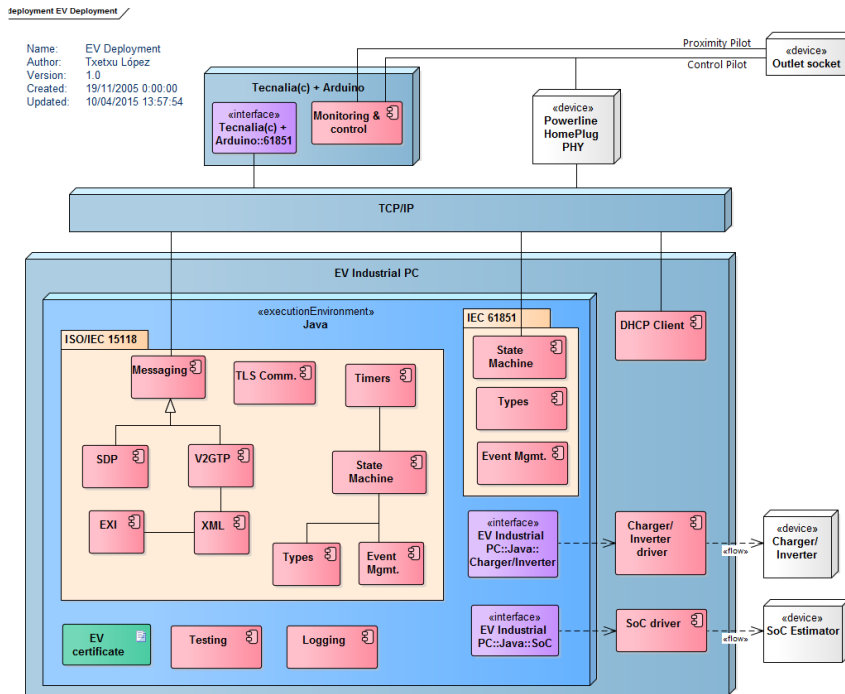 deployment EV Deployment
Name: EV Deployment
Author: Txetxu López
Version: 1.0
Created: 19/11/2005 0:00:00
Updated: 10/04/2015 13:57:54
Proximity Pilot
Control Pilot
«device»
Outlet socket
Tecnalia(c) + Arduino
«interface»
Tecnalia(c) +
Arduino::61851
Monitoring &
control
«device»
Powerline
HomePlug
PHY
TCP/IP
EV Industrial PC
«executionEnvironment»
Java
ISO/IEC 15118
Messaging
TLS Comm.
Timers
SDP
V2GTP
State
Machine
EXI
XML
Types
Event
Mgmt.
IEC 61851
State
Machine
Types
Event Mgmt.
DHCP Client
«interface»
EV Industrial
PC::Java::
Charger/Inverter
Charger/
Inverter
driver
«flow»
«device»
Charger/
Inverter
«interface»
EV Industrial
PC::Java::SoC
SoC driver
«flow»
«device»
SoC Estimator
EV
certificate
Testing
Logging